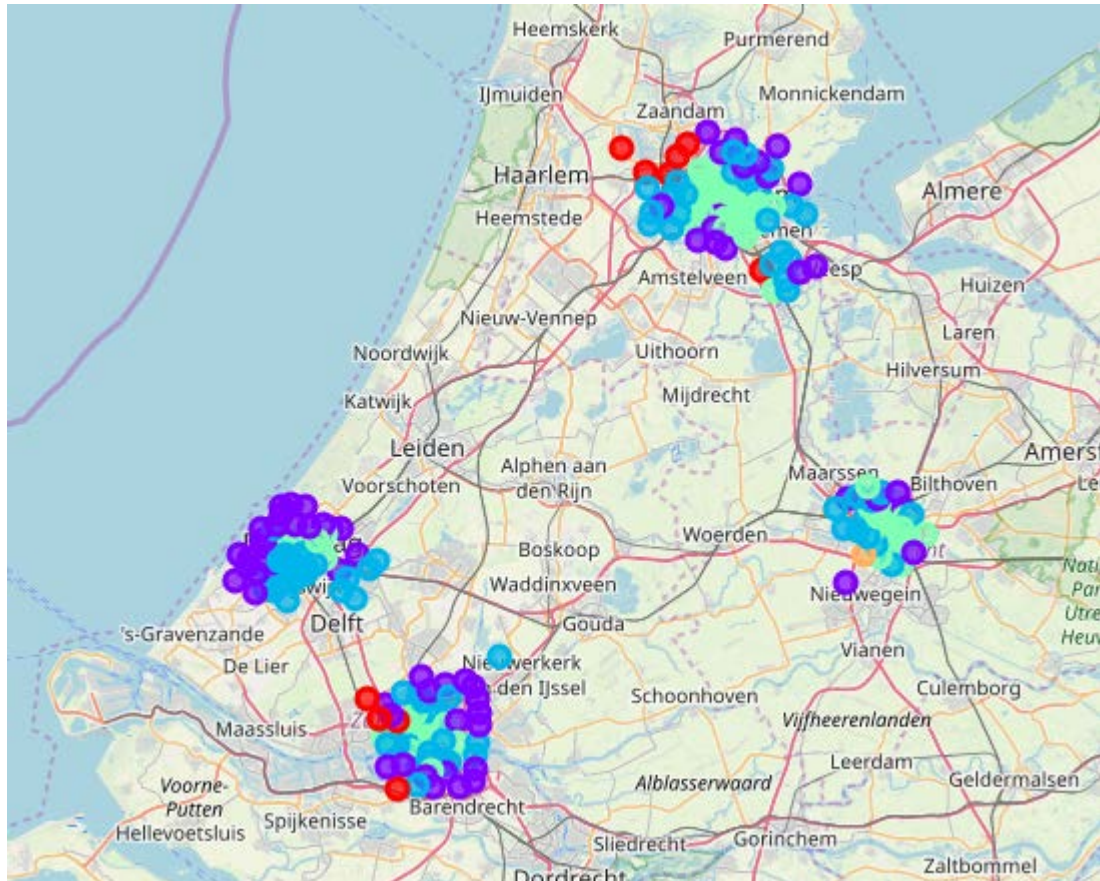 Heemskerk
Purmerend
IJmuiden
Monnickendam
Zaandam
Haarlem
Almere
Heemstede
Amstelveen
Huizen
Nieuw-Vennep
Laren
Noordwijk
Uithoorn
Hilversum
Katwijk
Mijdrecht
Leiden
Alphen aan
den Rijn
Maarssen
Voorschoten
Bilthoven
Woerden
Boskoop
Waddinxveen
Nieuwegein
Delft
Gouda
's-Gravenzande
De Lier
Vianen
Schoonhoven
Culemborg
Maassluis
Vijfheerenlanden
Leerdam
Voorne-
Putten
Alblasserwaard
Geldermalsen
Barendrecht
Spijkenisse
Hellevoetsluis
Gorinchem
Sliedrecht
Zaltbommel
Dordrecht